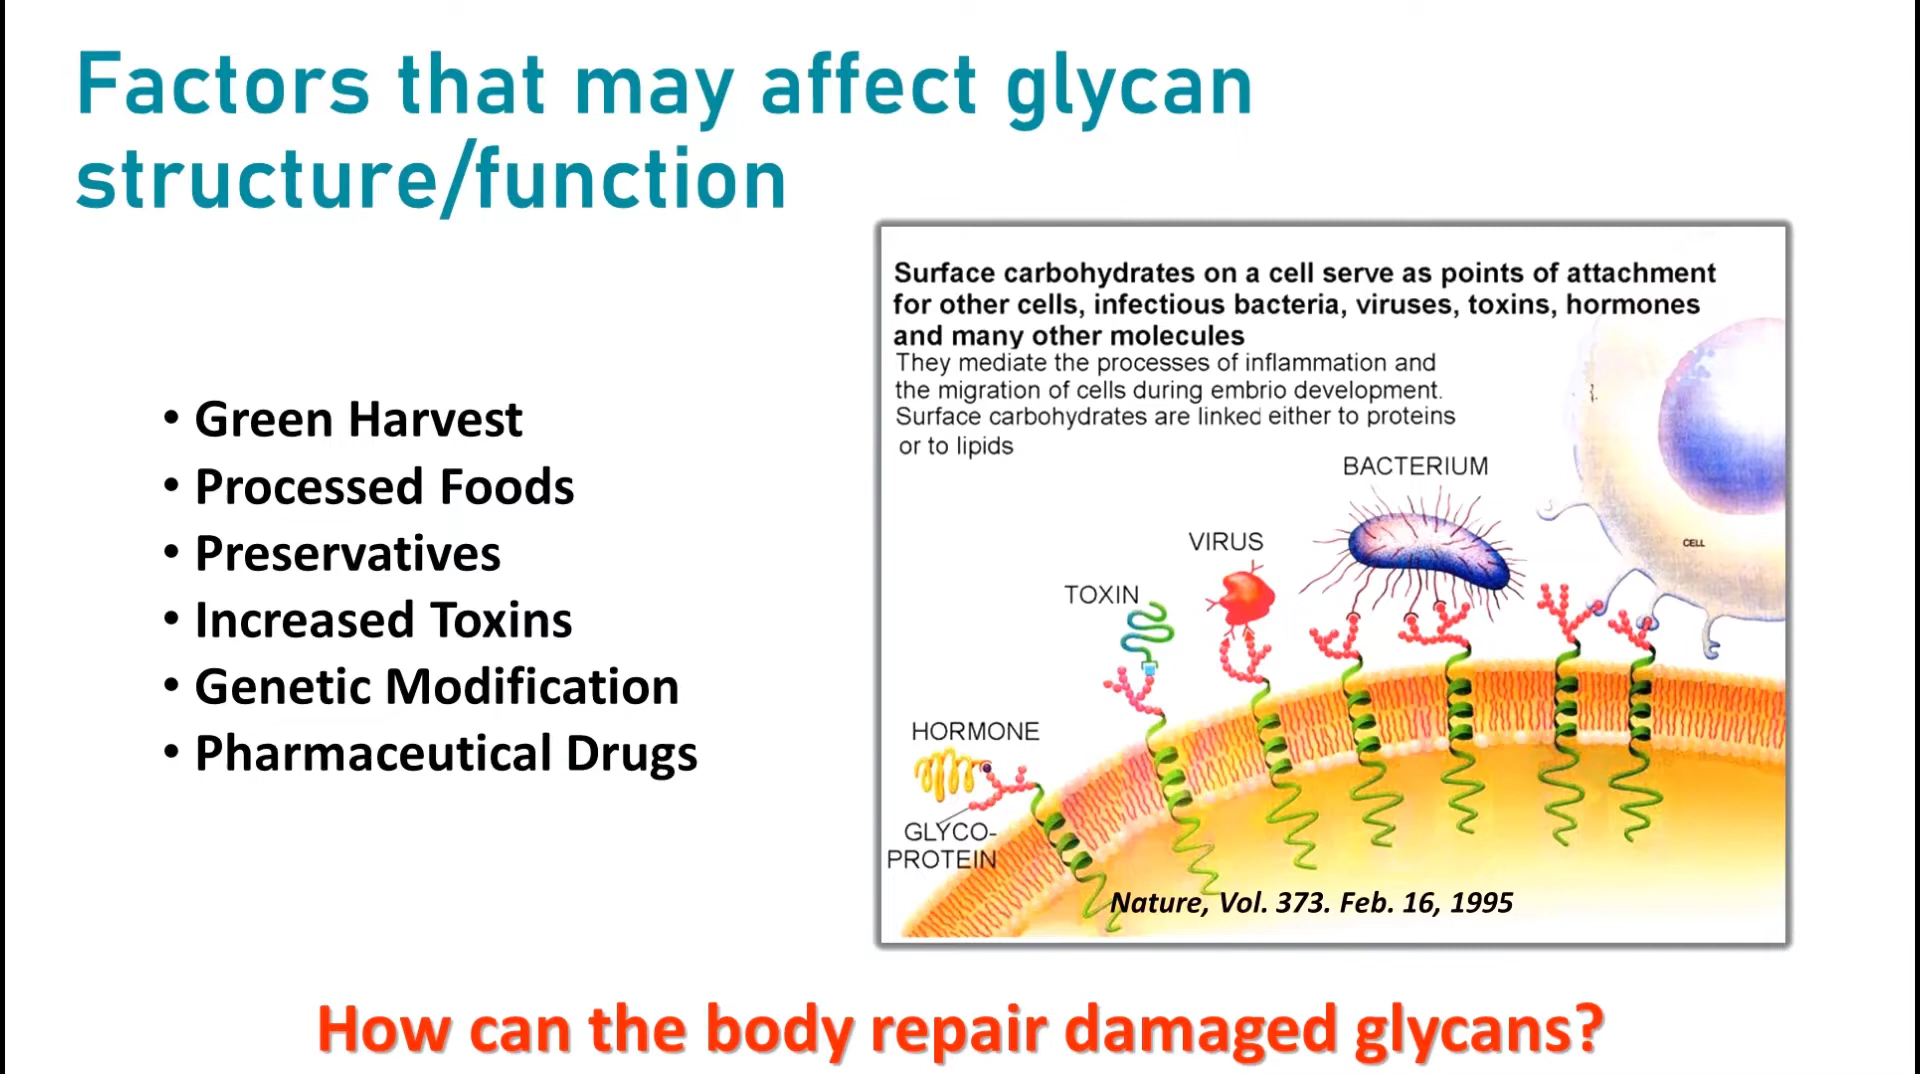 Factors that may affect glycan
structure/function
• Green Harvest
• Processed Foods
• Preservatives
• Increased Toxins
• Genetic Modification
• Pharmaceutical Drugs
Surface carbohydrates on a cell serve as points of attachment
for other cells, infectious bacteria, viruses, toxins, hormones
and many other molecules
They mediate the processes of inflammation and
the migration of cells during embrio development.
Surface carbohydrates are linked either to proteins
or to lipids
BACTERIUM
VIRUS
CELL
TOXIN
HORMONE
GLYCO-
PROTEIN
Nature, Vol. 373. Feb. 16, 1995
How can the body repair damaged glycans?